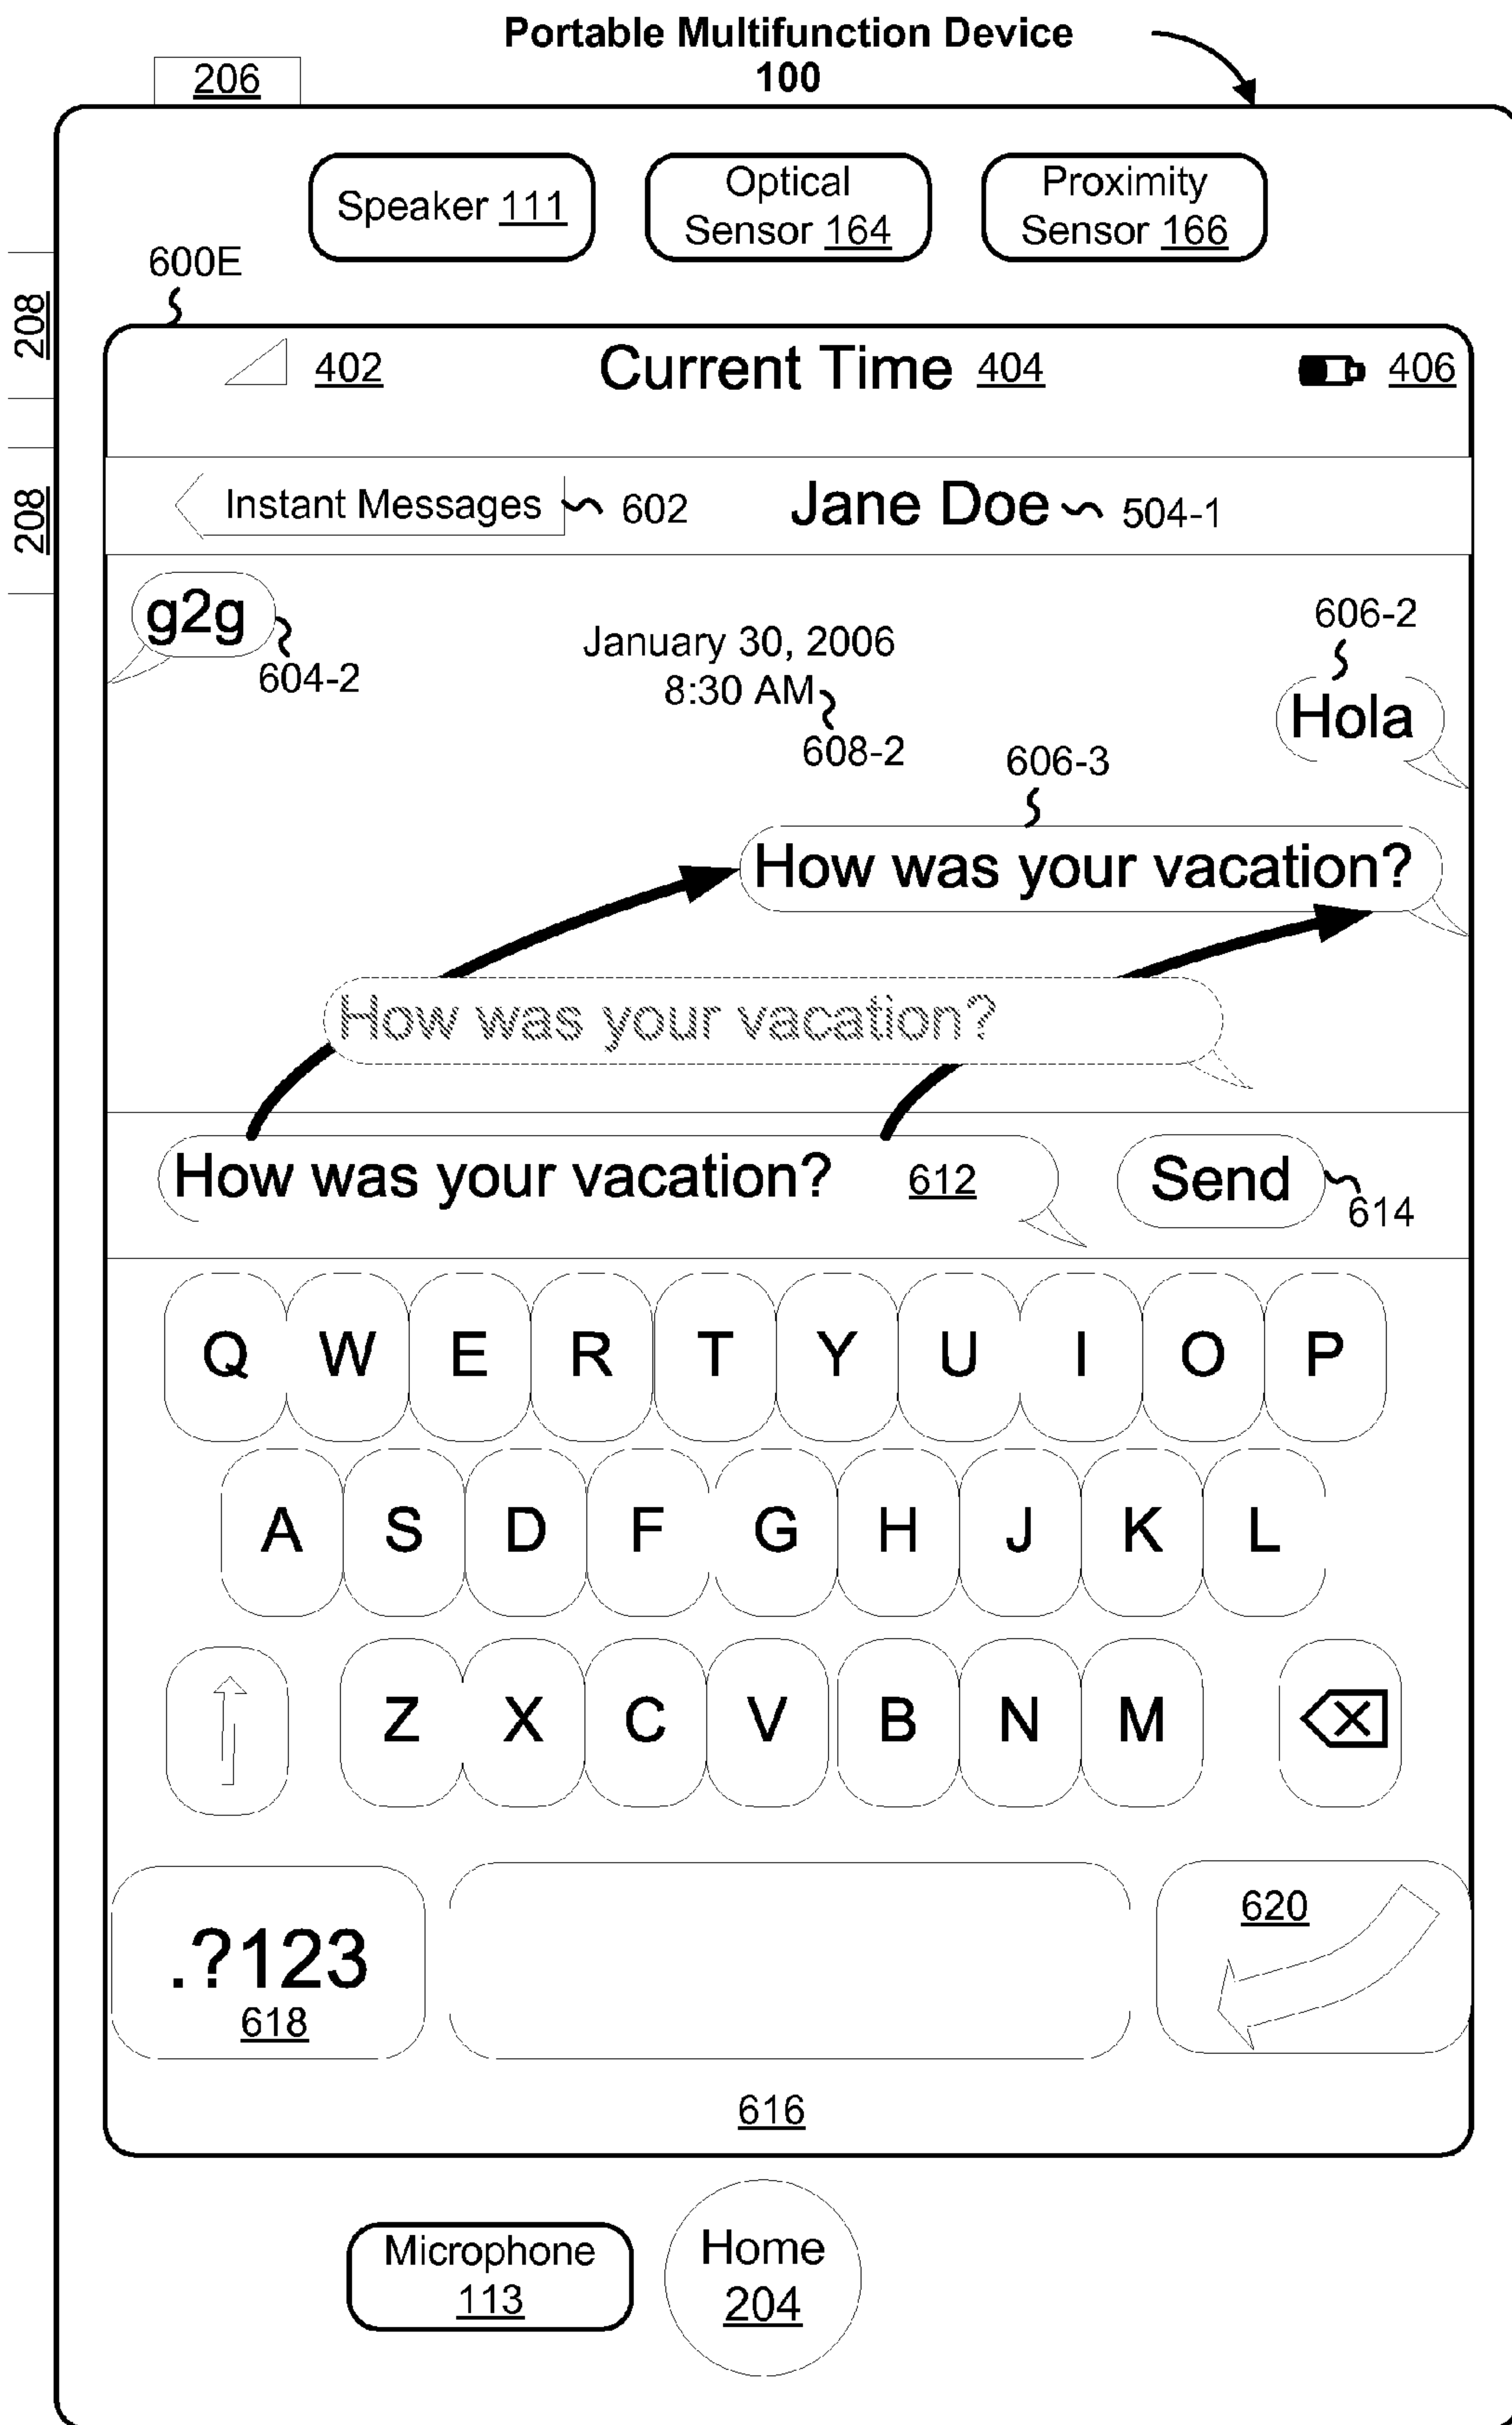 Portable Multifunction Device
100
206
Speaker 111
Optical
Sensor 164
Proximity
Sensor 166
600E
208
208
402
Current Time 404
406
Instant Messages
602
Jane Doe
504-1
g2g
604-2
January 30, 2006
8:30 AM
608-2
606-2
Hola
606-3
How was your vacation?
How was your vacation?
How was your vacation?
612
Send
614
Q W E R T Y U I O P
A S D F G H J K L
Z X C V B N M
.?123
618
620
616
Microphone
113
Home
204